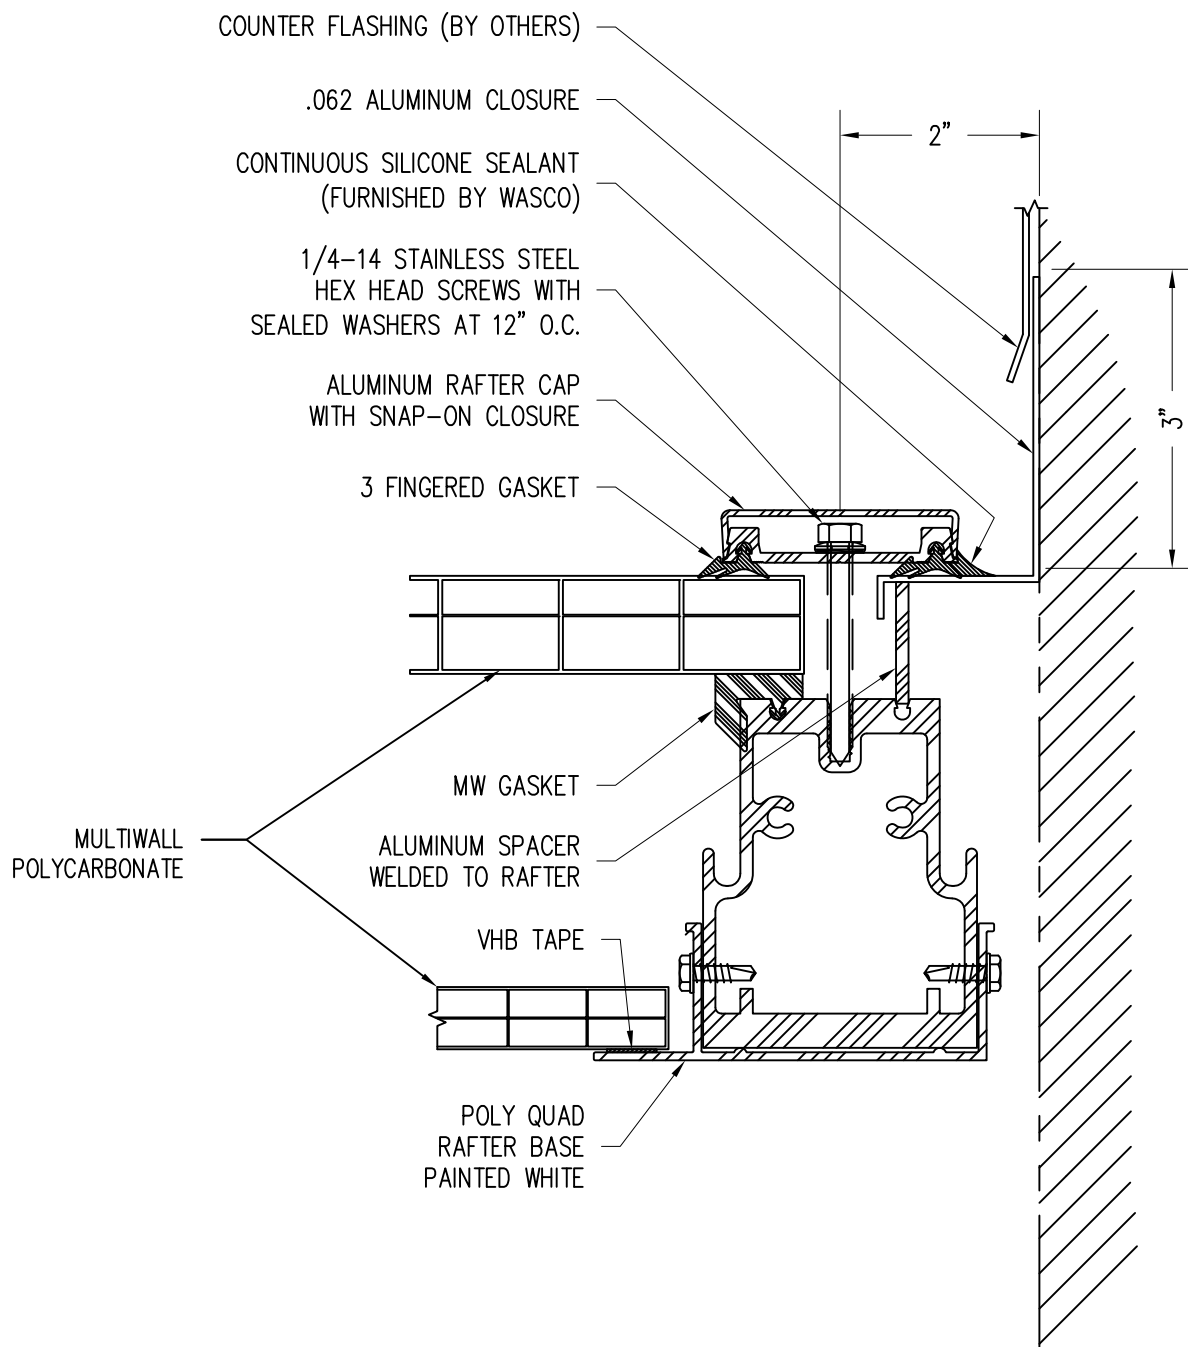 COUNTER FLASHING (BY OTHERS)
.062 ALUMINUM CLOSURE
2"
CONTINUOUS SILICONE SEALANT
(FURNISHED BY WASCO)
1/4-14 STAINLESS STEEL
HEX HEAD SCREWS WITH
SEALED WASHERS AT 12" O.C.
ALUMINUM RAFTER CAP
WITH SNAP-ON CLOSURE
3"
3 FINGERED GASKET
MW GASKET
MULTIWALL
POLYCARBONATE
ALUMINUM SPACER
WELDED TO RAFTER
VHB TAPE
POLY QUAD
RAFTER BASE
PAINTED WHITE